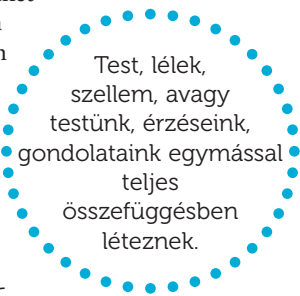 Test, lélek,
szellem, avagy
testünk, érzéseink,
gondolataink egymással
teljes
összefüggésben
léteznek.